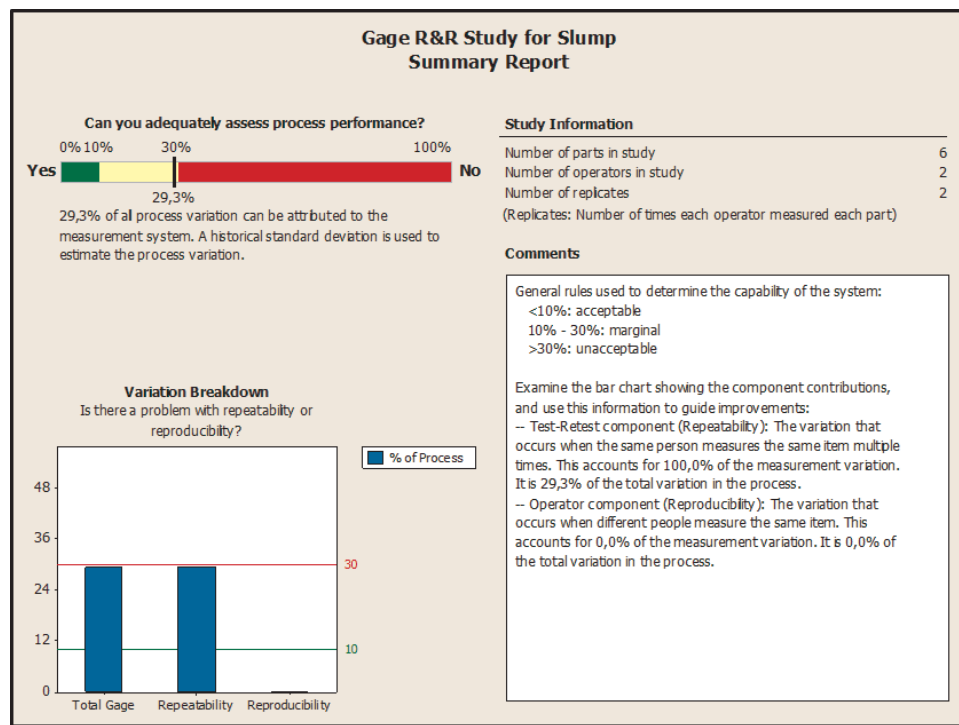 Gage R&R Study for Slump
Summary Report
Can you adequately assess process performance?
0% 10% 30% 100%
Yes No
29,3%
29,3% of all process variation can be attributed to the
measurement system. A historical standard deviation is used to
estimate the process variation.
Study Information
Number of parts in study 6
Number of operators in study 2
Number of replicates 2
(Replicates: Number of times each operator measured each part)
Comments
General rules used to determine the capability of the system:
<10%: acceptable
10% - 30%: marginal
>30%: unacceptable
Examine the bar chart showing the component contributions,
and use this information to guide improvements:
-- Test-Retest component (Repeatability): The variation that
occurs when the same person measures the same item multiple
times. This accounts for 100,0% of the measurement variation.
It is 29,3% of the total variation in the process.
-- Operator component (Reproducibility): The variation that
occurs when different people measure the same item. This
accounts for 0,0% of the measurement variation. It is 0,0% of
the total variation in the process.
Variation Breakdown
Is there a problem with repeatability or
reproducibility?
% of Process
48
36
30
24
12
10
0
Total Gage Repeatability Reproducibility